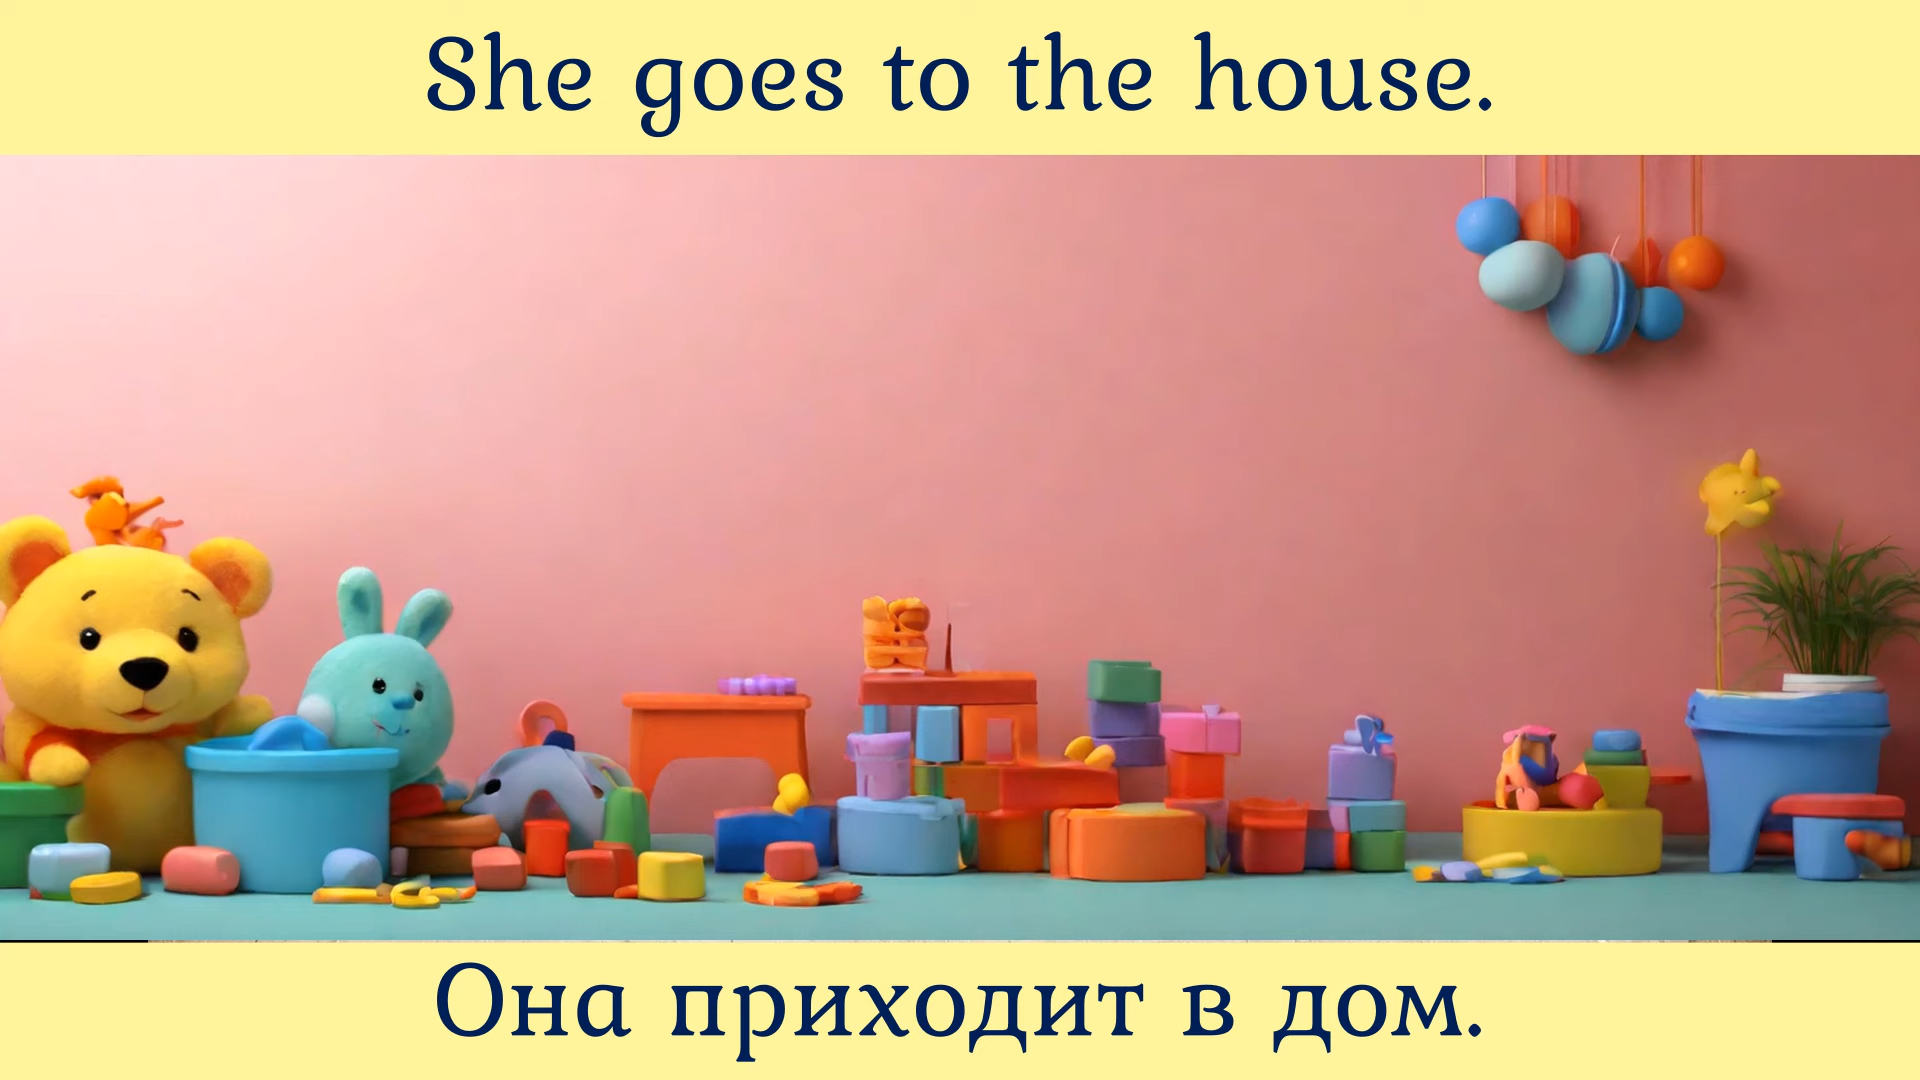 She goes to the house.
Она приходит в дом.